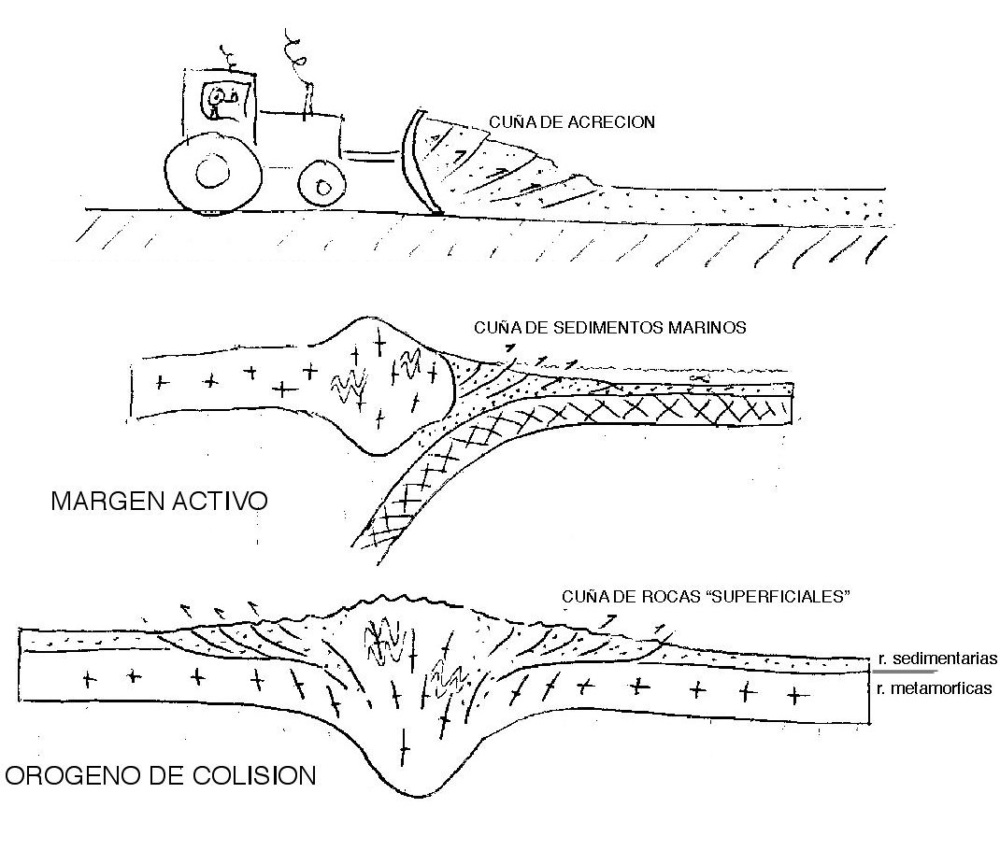 CUÑA DE ACRECION
CUÑA DE SEDIMENTOS MARINOS
MARGEN ACTIVO
CUÑA DE ROCAS “SUPERFICIALES”
r. sedimentarias
r. metamorficas
OROGENO DE COLISION